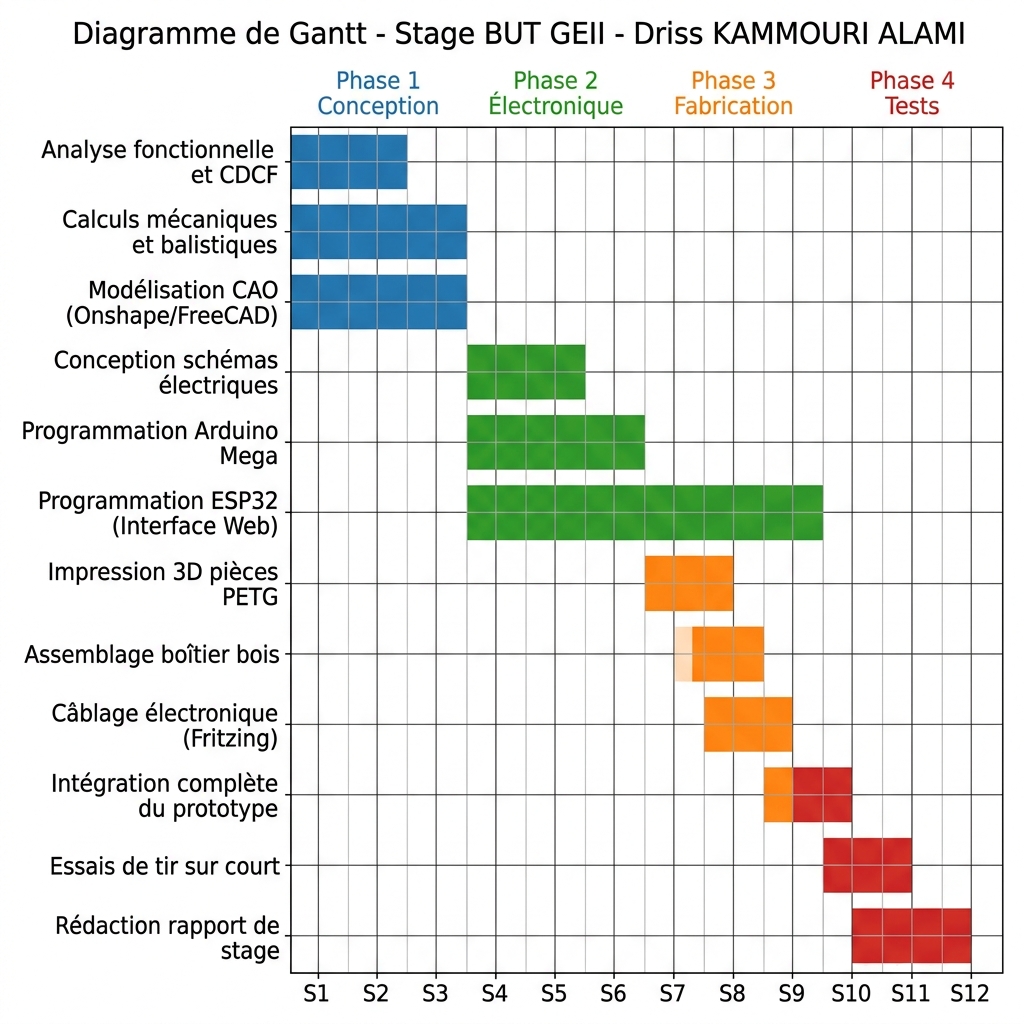 Diagramme de Gantt - Stage BUT GEII - Driss KAMMOURI ALAMI
Phase 1
Conception
Phase 2
Électronique
Phase 3
Fabrication
Phase 4
Tests
Analyse fonctionnelle
et CDCF
Calculs mécaniques
et balistiques
Modélisation CAO
(Onshape/FreeCAD)
Conception schémas
électriques
Programmation Arduino
Mega
Programmation ESP32
(Interface Web)
Impression 3D pièces
PETG
Assemblage boîtier bois
Câblage électronique
(Fritzing)
Intégration complète
du prototype
Essais de tir sur court
Rédaction rapport de
stage
S1 S2 S3 S4 S5 S6 S7 S8 S9 S10 S11 S12